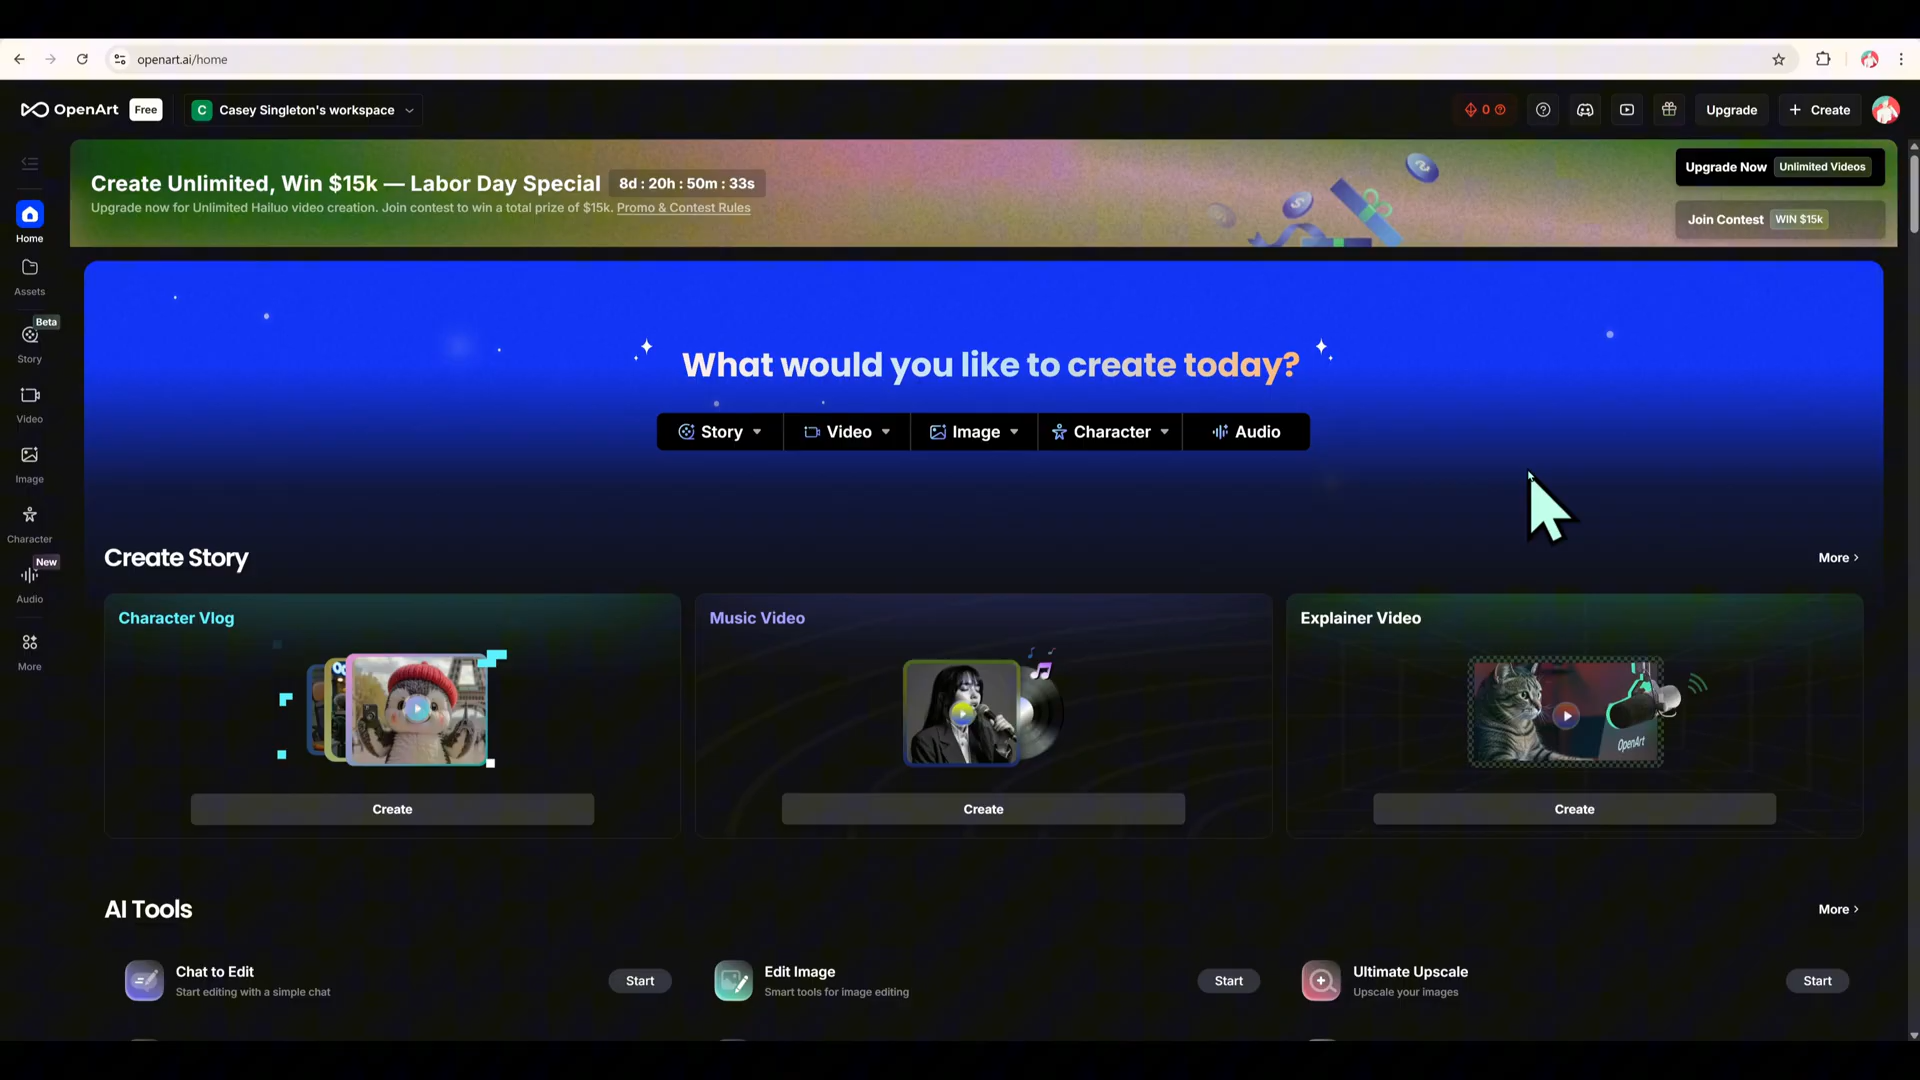 openart.ai/home
OpenArt Free
C Casey Singleton's workspace
0
Upgrade
+ Create
Create Unlimited, Win $15k — Labor Day Special 8d : 20h : 50m : 33s
Upgrade now for Unlimited Hailuo video creation. Join contest to win a total prize of $15k. Promo & Contest Rules
Upgrade Now Unlimited Videos
Join Contest WIN $15k
Home
Assets
Beta
Story
Video
Image
Character
New
Audio
More
What would you like to create today?
Story Video Image Character Audio
Create Story
More >
Character Vlog
Create
Music Video
Create
Explainer Video
OpenArt
Create
AI Tools
More >
Chat to Edit
Start editing with a simple chat
Start
Edit Image
Smart tools for image editing
Start
Ultimate Upscale
Upscale your images
Start